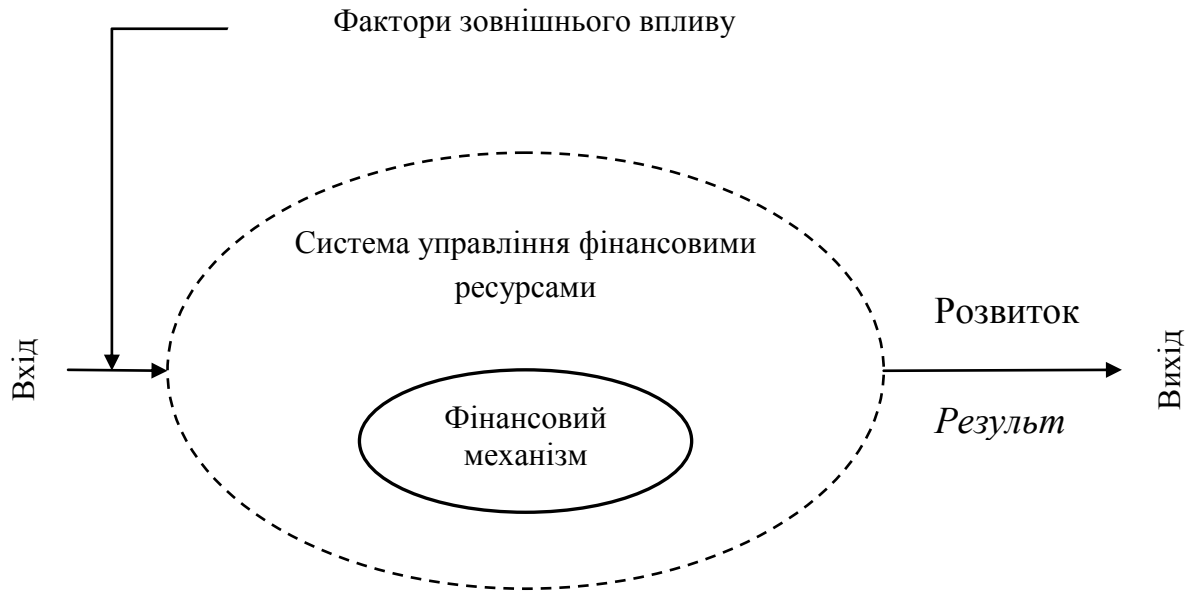 Фактори зовнішнього впливу
Система управління фінансовими
ресурсами
Розвиток
Вхід
Вихід
Результ
Фінансовий
механізм